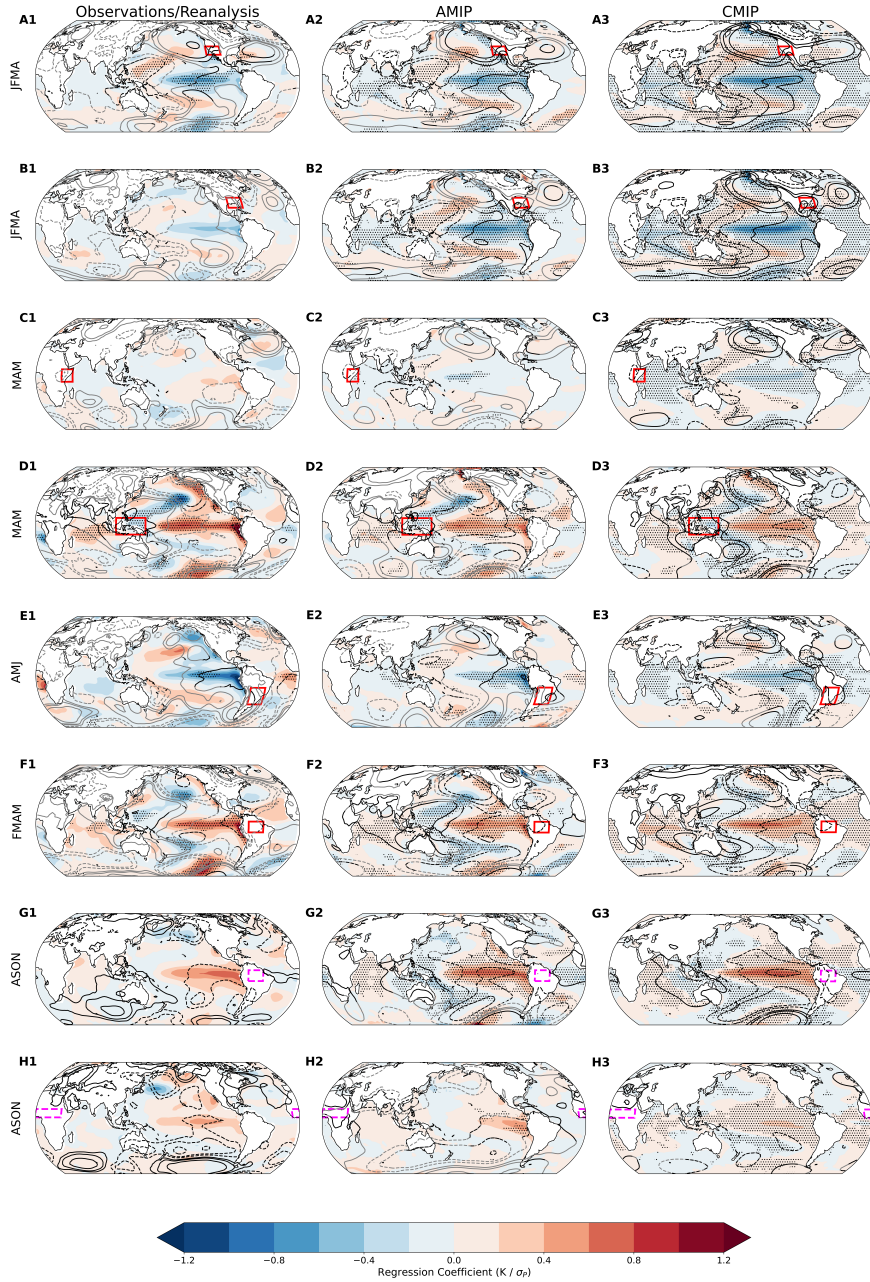 Observations/Reanalysis AMIP CMIP
A1 A2 A3
JFMA
B1 B2 B3
JFMA
C1 C2 C3
MAM
D1 D2 D3
MAM
E1 E2 E3
AMJ
F1 F2 F3
FMAM
G1 G2 G3
ASON
H1 H2 H3
ASON
−1.2 −0.8 −0.4 0.0 0.4 0.8 1.2
Regression Coefficient (K / σP)